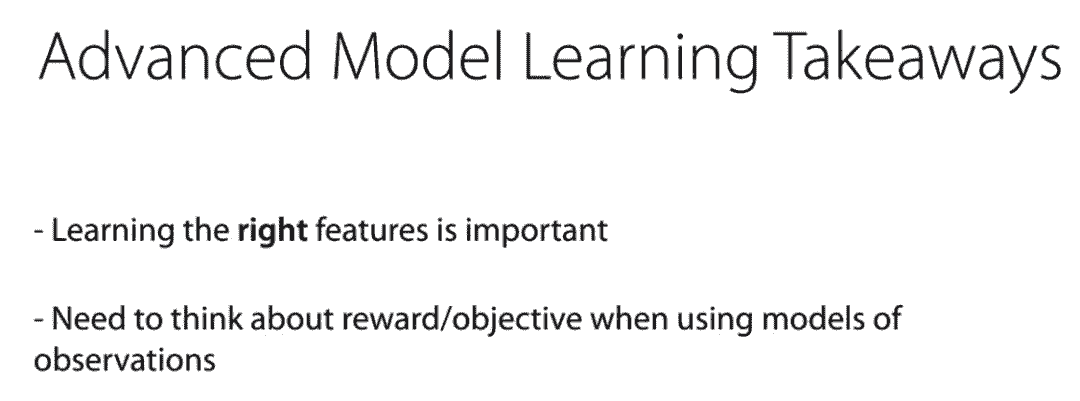 Advanced Model Learning Takeaways
- Learning the right features is important
- Need to think about reward/objective when using models of
observations